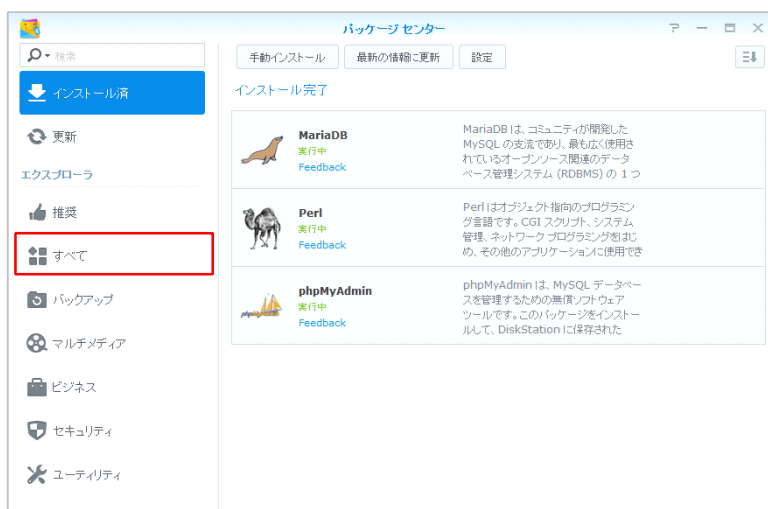 パッケージ センター
検索
インストール済
更新
エクスプローラ
推奨
すべて
バックアップ
マルチメディア
ビジネス
セキュリティ
ユーティリティ
手動インストール 最新の情報に更新 設定
インストール完了
MariaDB
実行中
Feedback
MariaDB は、コミュニティが開発した
MySQL の支流であり、最も広く使用さ
れているオープンソース関連のデータ
ベース管理システム (RDBMS) の 1 つ
Perl
実行中
Feedback
Perl はオブジェクト指向のプログラミン
グ言語です。CGI スクリプト、システム
管理、ネットワーク プログラミングをはじ
め、その他のアプリケーションに使用でき
phpMyAdmin
実行中
Feedback
phpMyAdmin は、MySQL データベー
スを管理するための無償ソフトウェア
ツールです。このパッケージをインストー
ルして、DiskStation に保存された